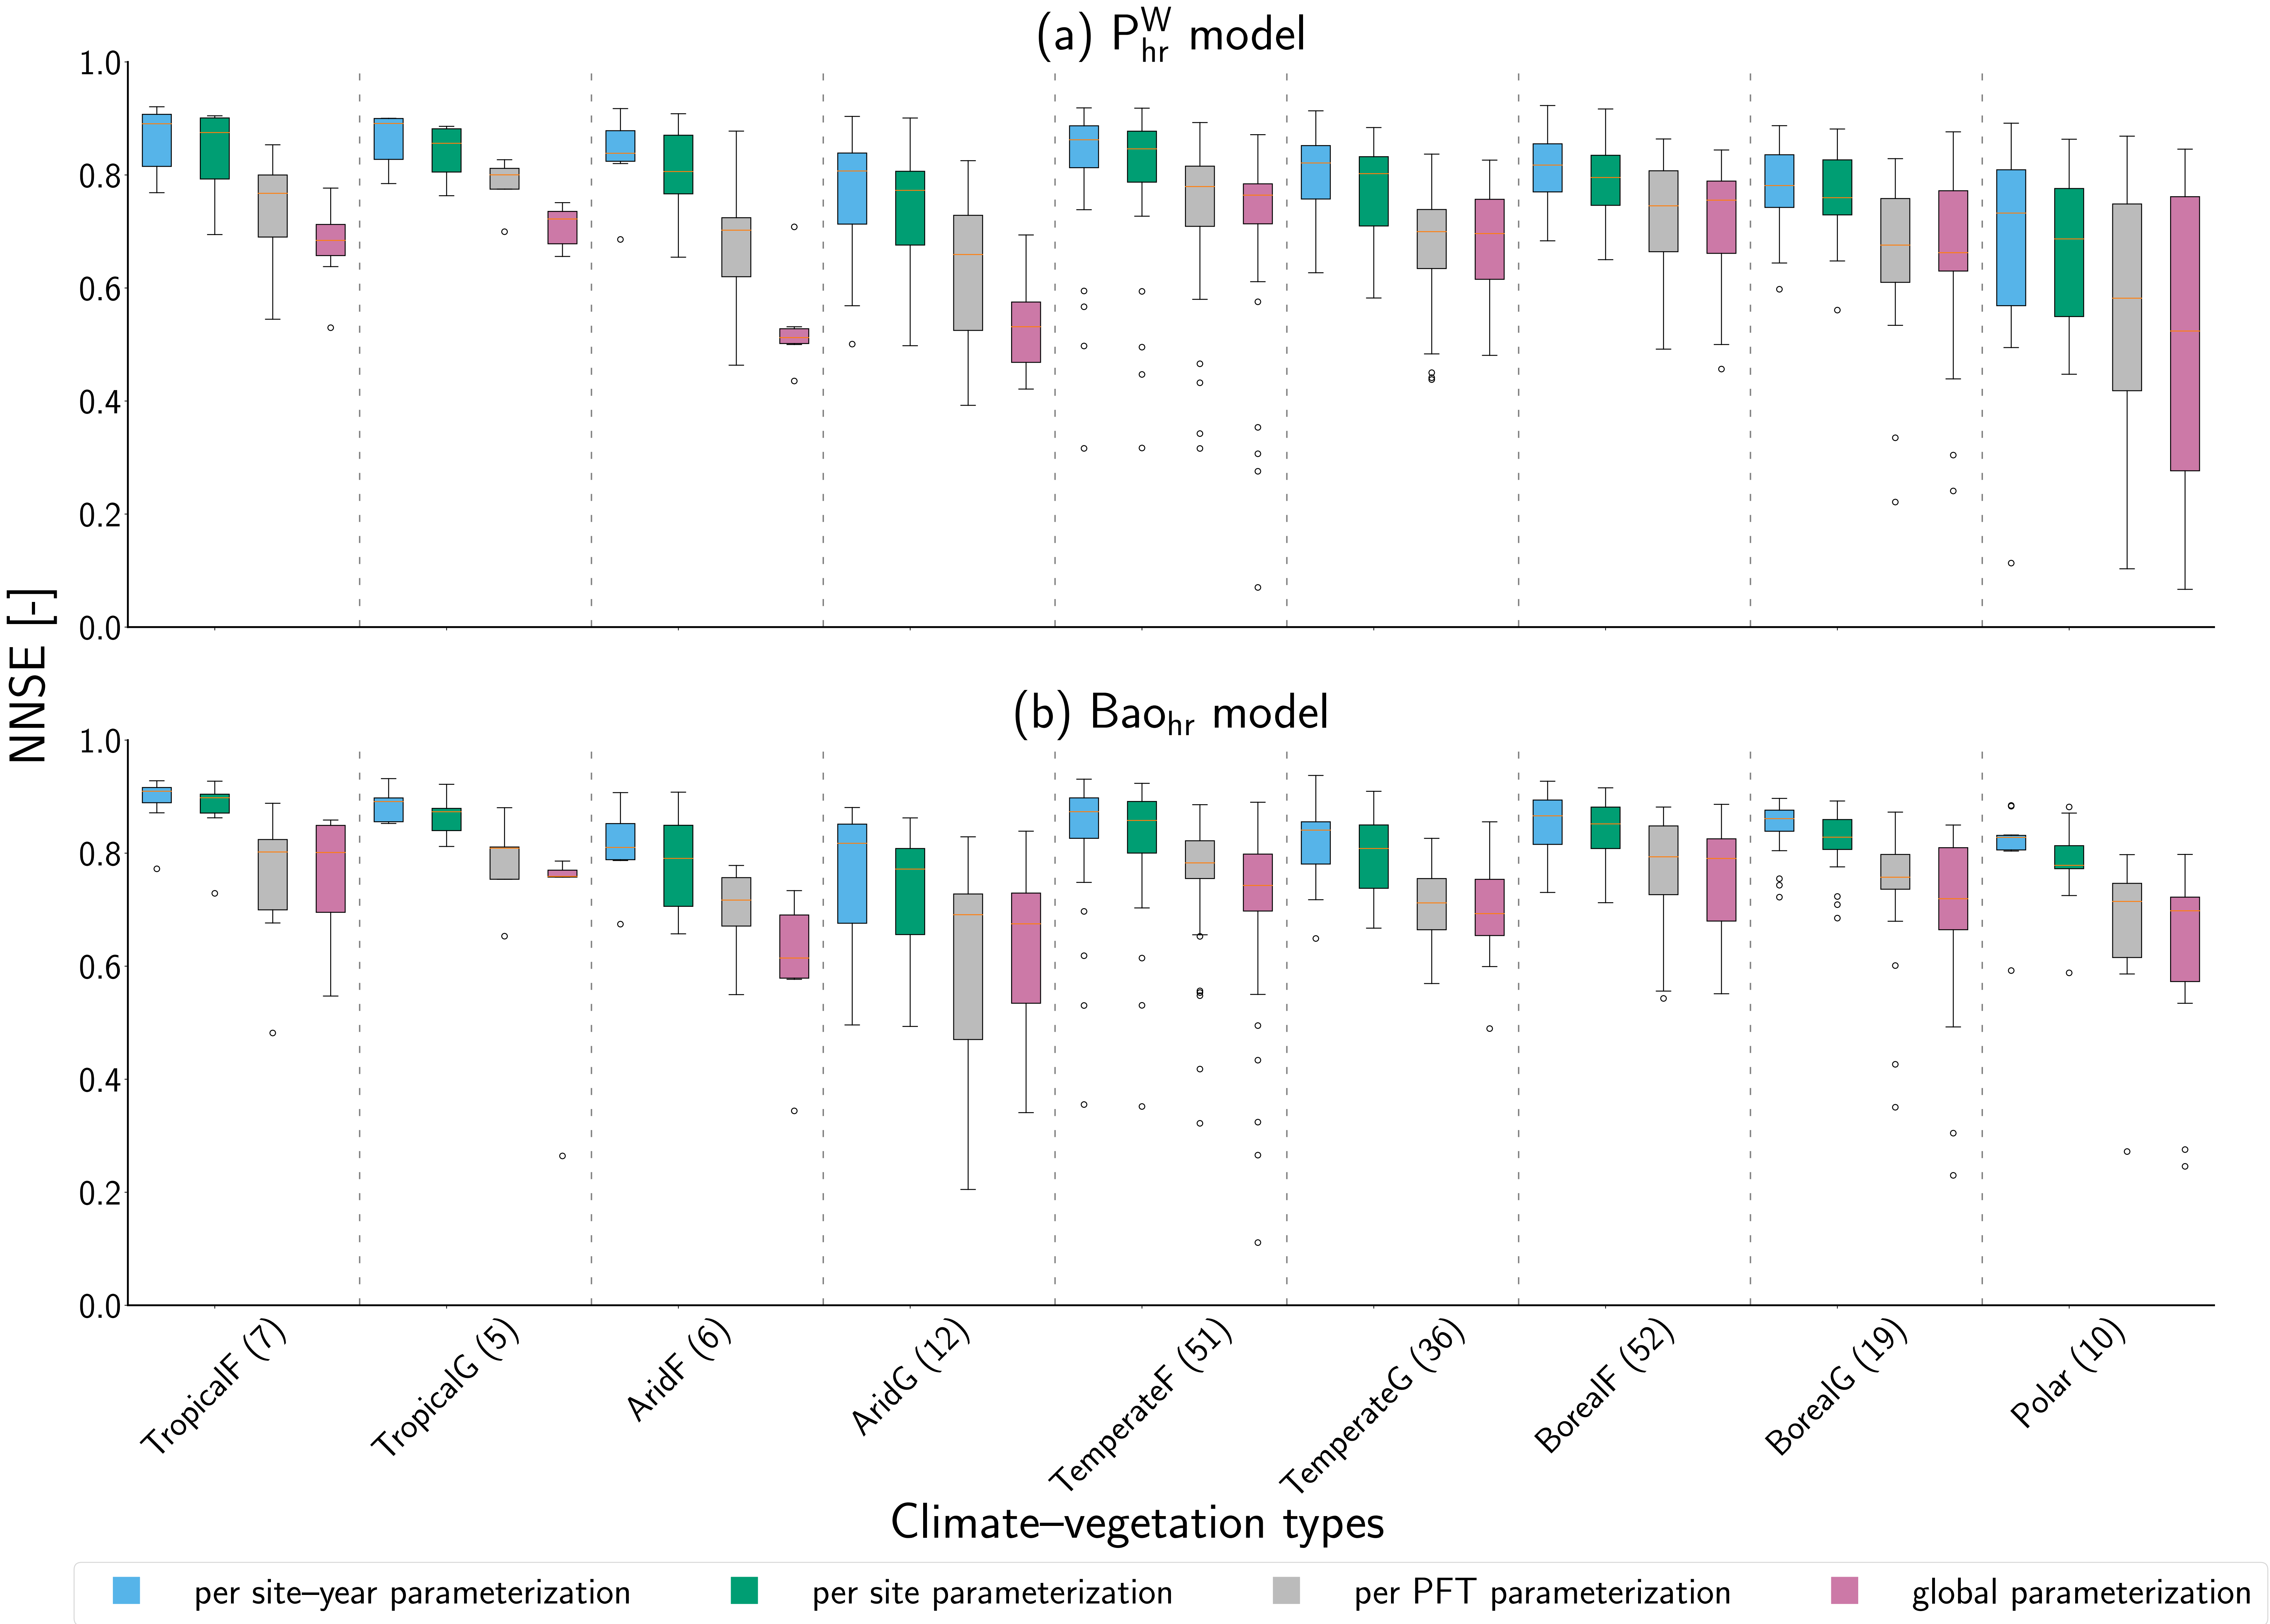 (a) P^W_hr model
1.0
0.8
0.6
0.4
0.2
0.0
NNSE [-]
(b) Bao_hr model
1.0
0.8
0.6
0.4
0.2
0.0
TropicalF (7)
TropicalG (5)
AridF (6)
AridG (12)
TemperateF (51)
TemperateG (36)
BorealF (52)
BorealG (19)
Polar (10)
Climate–vegetation types
per site–year parameterization
per site parameterization
per PFT parameterization
global parameterization